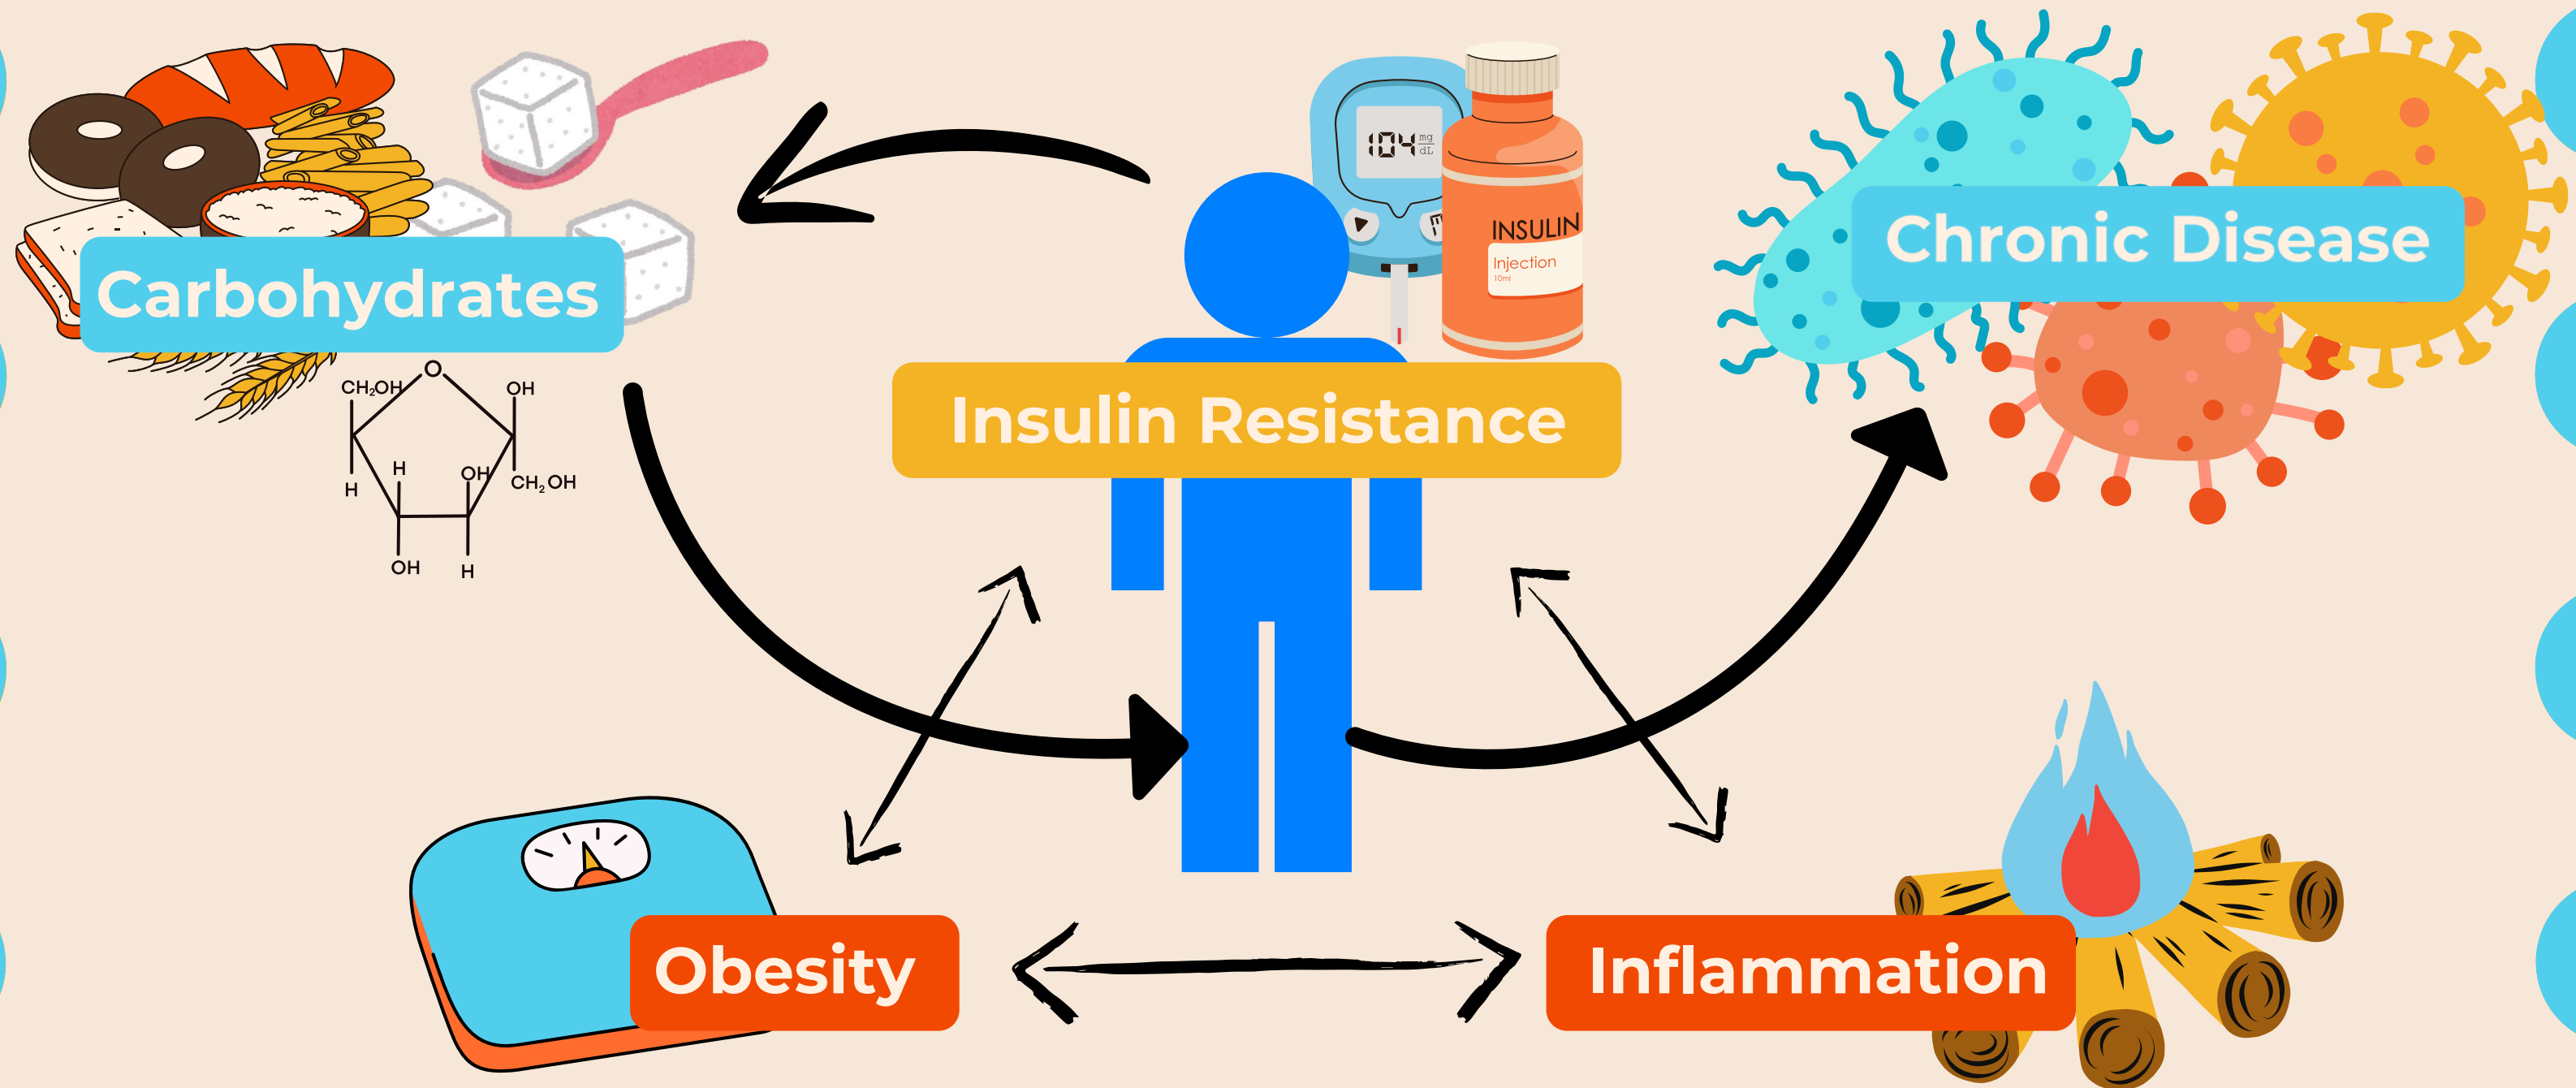 104 mg
dL
INSULIN
Injection
10ml
Carbohydrates
Chronic Disease
Insulin Resistance
O
CH₂OH
OH
H
OH
CH₂OH
H
OH
H
Obesity
Inflammation